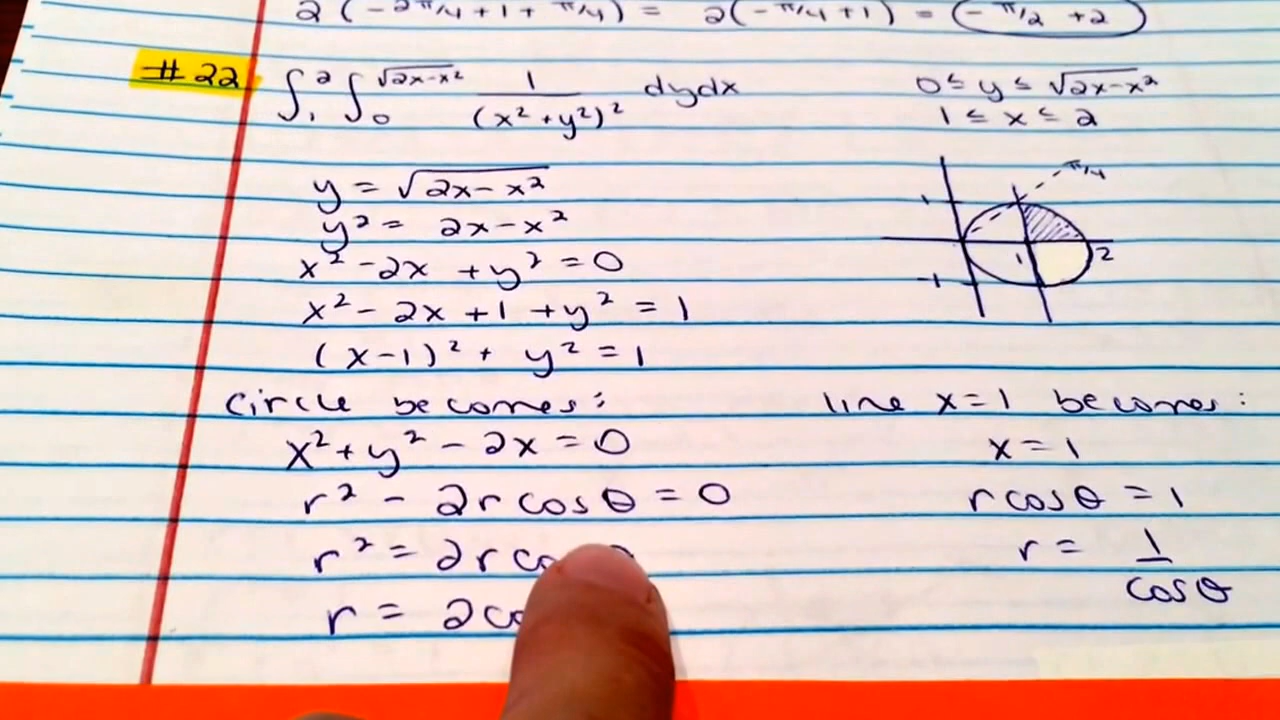 2(-2π/4+1+π/4) = 2(-π/4+1) = (-π/2+2)
#22 ∫₁² ∫₀^√(2x-x²) 1/(x²+y²)² dydx 0 ≤ y ≤ √(2x-x²)
1 ≤ x ≤ 2
y = √(2x-x²)
y² = 2x-x²
x²-2x +y² = 0
x²-2x+1+y² = 1
(x-1)² + y² = 1
π/4
1
1
2
-1
Circle becomes:
x²+y²-2x=0
r² - 2r cosθ = 0
r² = 2r co
r = 2co
line x=1 becomes:
x=1
r cosθ = 1
r = 1/cosθ